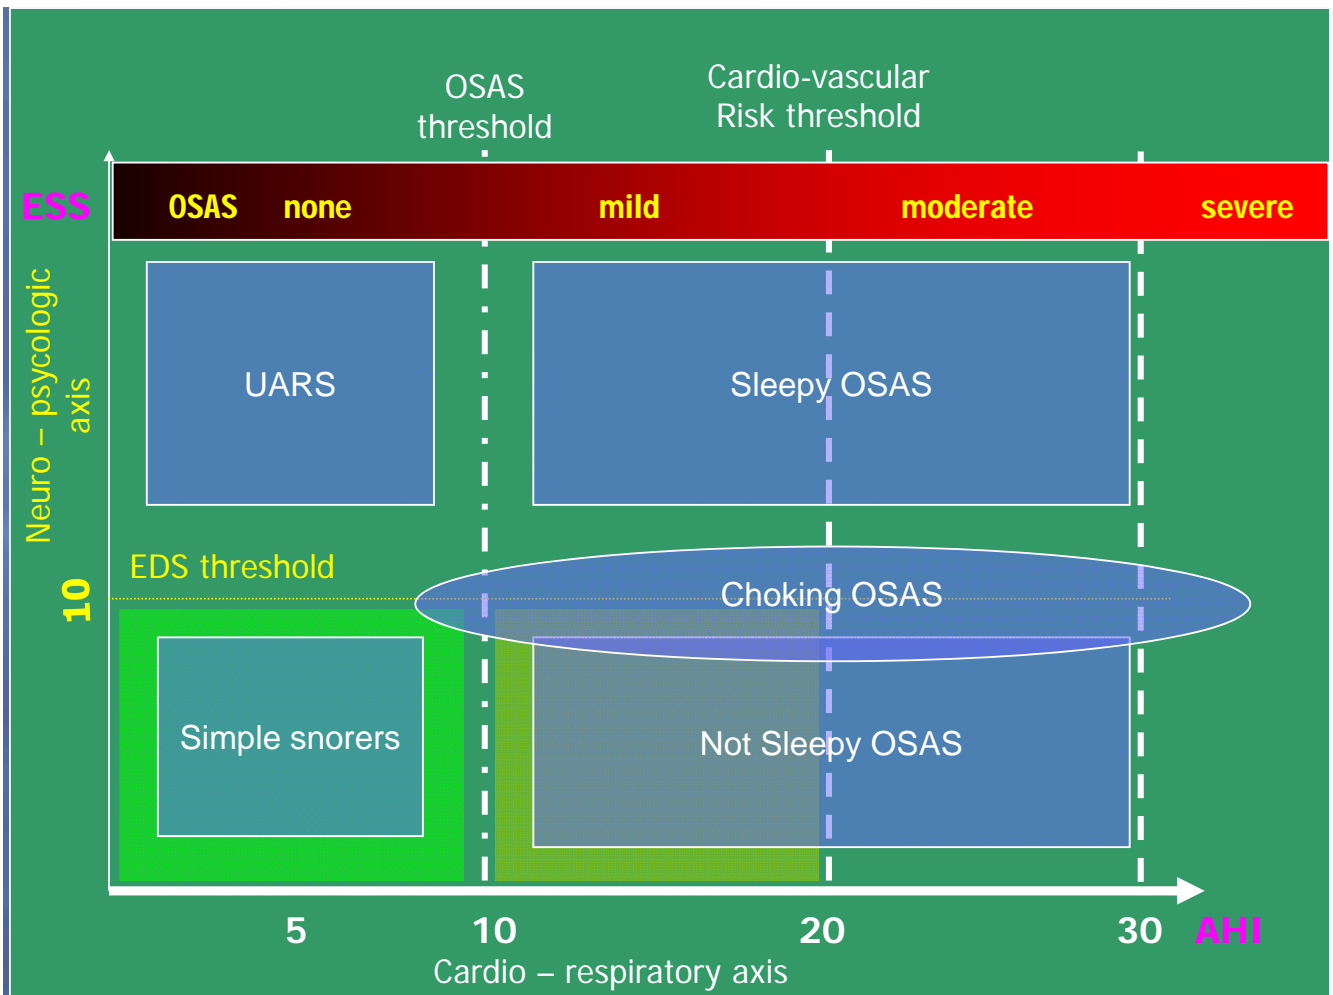 OSAS
threshold
Cardio-vascular
Risk threshold
ESS
OSAS none mild moderate severe
Neuro – psycologic
axis
UARS
Sleepy OSAS
EDS threshold
10
Choking OSAS
Simple snorers
Not Sleepy OSAS
5 10 20 30 AHI
Cardio – respiratory axis